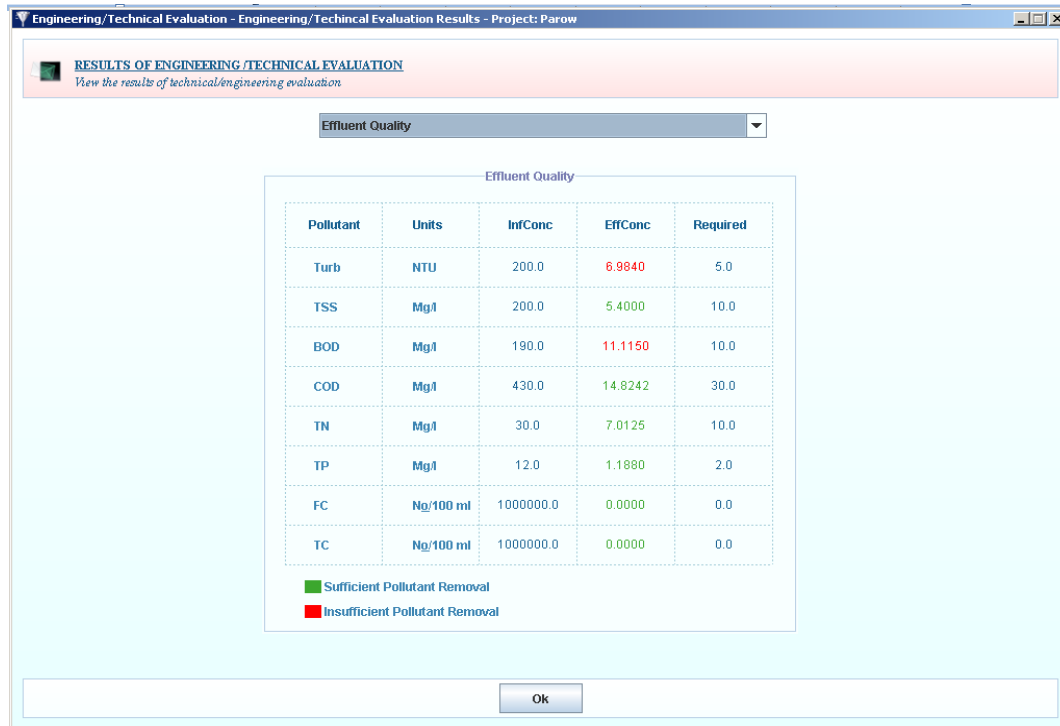 Engineering/Technical Evaluation - Engineering/Techincal Evaluation Results - Project: Parow
RESULTS OF ENGINEERING /TECHNICAL EVALUATION
View the results of technical/engineering evaluation
Effluent Quality
Effluent Quality
Pollutant Units InfConc EffConc Required
Turb NTU 200.0 6.9840 5.0
TSS Mg/l 200.0 5.4000 10.0
BOD Mg/l 190.0 11.1150 10.0
COD Mg/l 430.0 14.8242 30.0
TN Mg/l 30.0 7.0125 10.0
TP Mg/l 12.0 1.1880 2.0
FC No/100 ml 1000000.0 0.0000 0.0
TC No/100 ml 1000000.0 0.0000 0.0
Sufficient Pollutant Removal
Insufficient Pollutant Removal
Ok